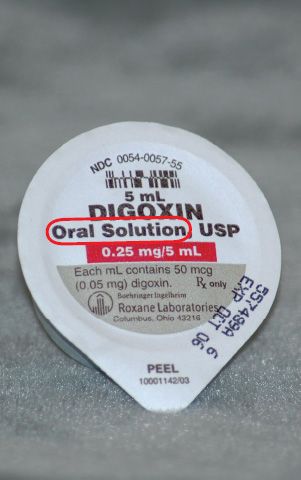 NDC 0054-0057-55
5 mL
DIGOXIN
Oral Solution USP
0.25 mg/5 mL
Each mL contains 50 mcg
(0.05 mg) digoxin. Rx only
Boehringer Ingelheim
Roxane Laboratories
Columbus, Ohio 43216
PEEL
10001142/03
557489A 6
EXP OCT 06